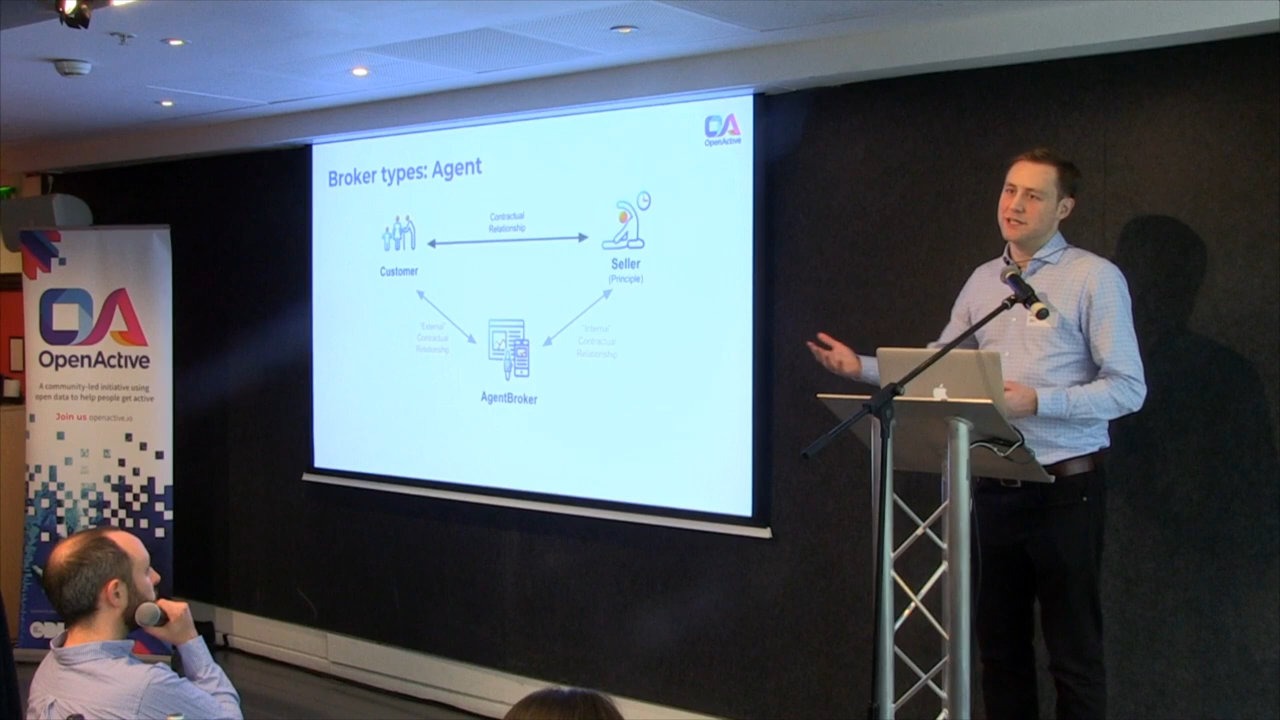 Broker types: Agent
OpenActive
Contractual
Relationship
Customer
Seller
(Principle)
"External"
Contractual
Relationship
"Internal"
Contractual
Relationship
AgentBroker
OA
OpenActive
A community-led initiative using
open data to help people get active
Join us openactive.io